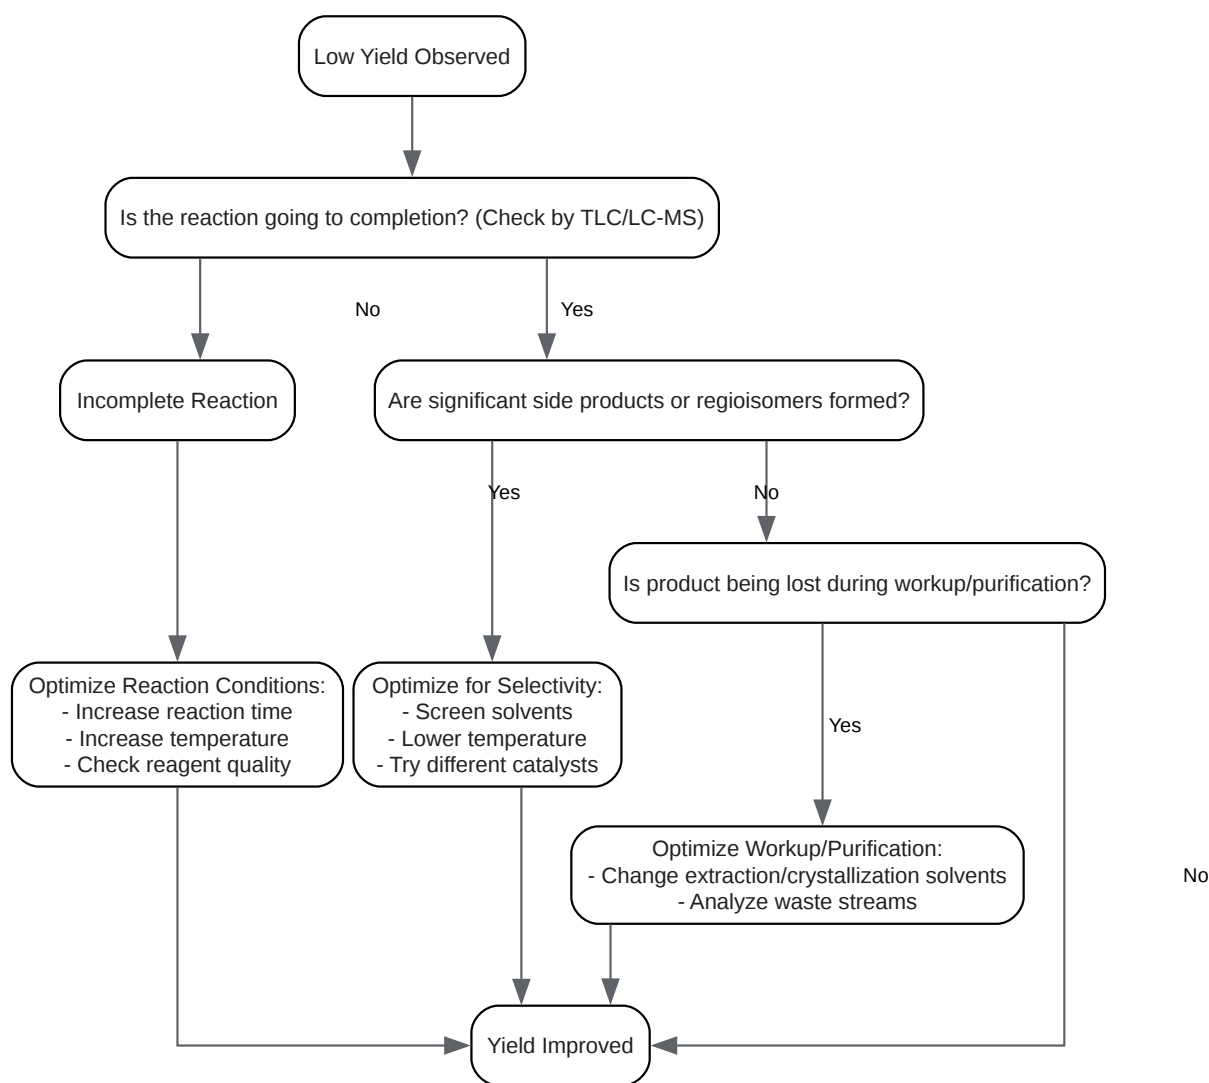 Low Yield Observed
Is the reaction going to completion? (Check by TLC/LC-MS)
No
Yes
Incomplete Reaction
Are significant side products or regioisomers formed?
Yes
No
Is product being lost during workup/purification?
Optimize Reaction Conditions:
- Increase reaction time
- Increase temperature
- Check reagent quality
Optimize for Selectivity:
- Screen solvents
- Lower temperature
- Try different catalysts
Yes
Optimize Workup/Purification:
- Change extraction/crystallization solvents
- Analyze waste streams
No
Yield Improved